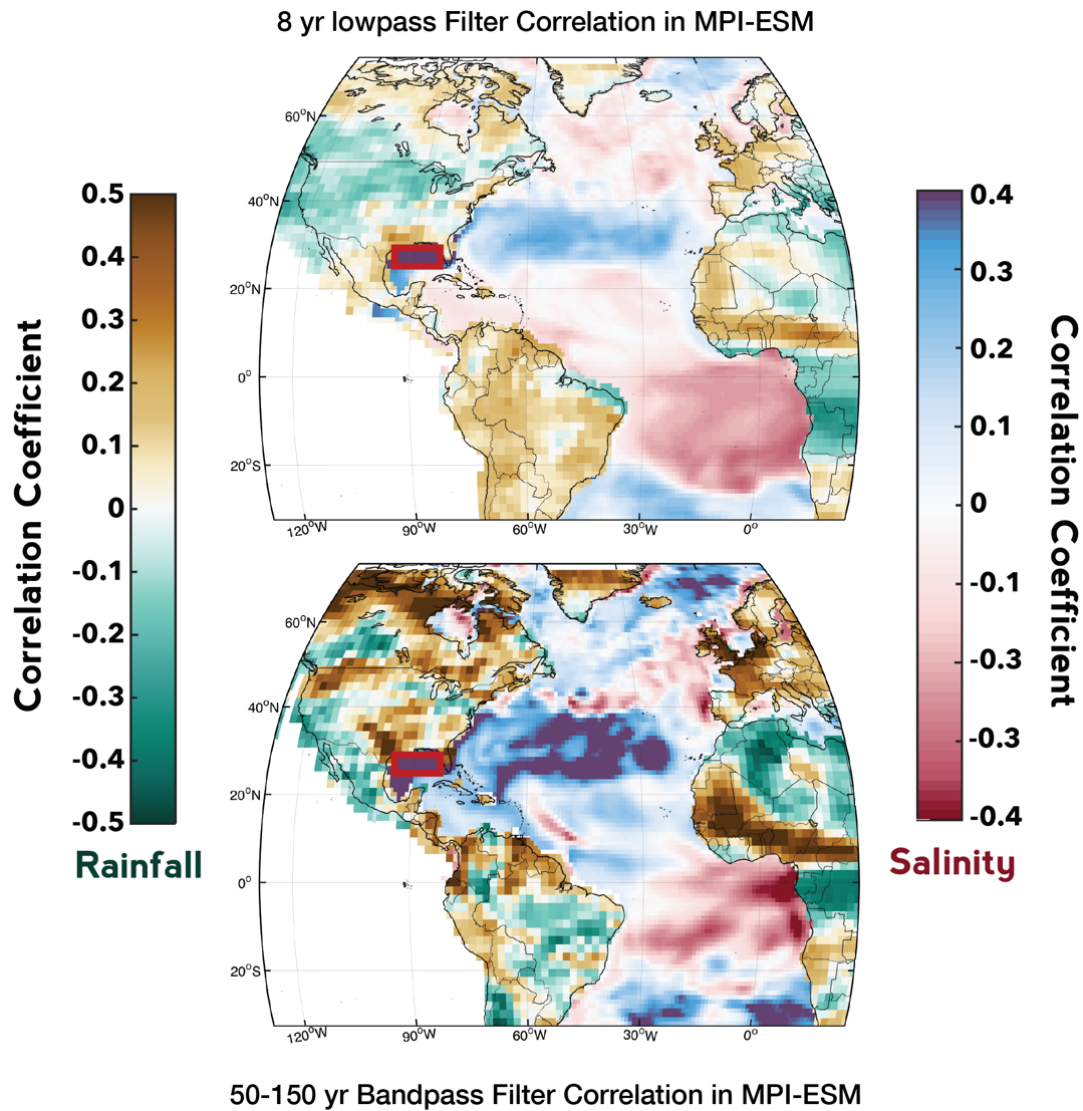 8 yr lowpass Filter Correlation in MPI-ESM
60°N
40°N
20°N
0°
20°S
120°W
90°W
60°W
30°W
0°
Correlation Coefficient
0.5
0.4
0.3
0.2
0.1
0
-0.1
-0.2
-0.3
-0.4
-0.5
Rainfall
0.4
0.3
0.2
0.1
0
-0.1
-0.3
-0.3
-0.4
Salinity
Correlation Coefficient
60°N
40°N
20°N
0°
20°S
120°W
90°W
60°W
30°W
0°
50-150 yr Bandpass Filter Correlation in MPI-ESM